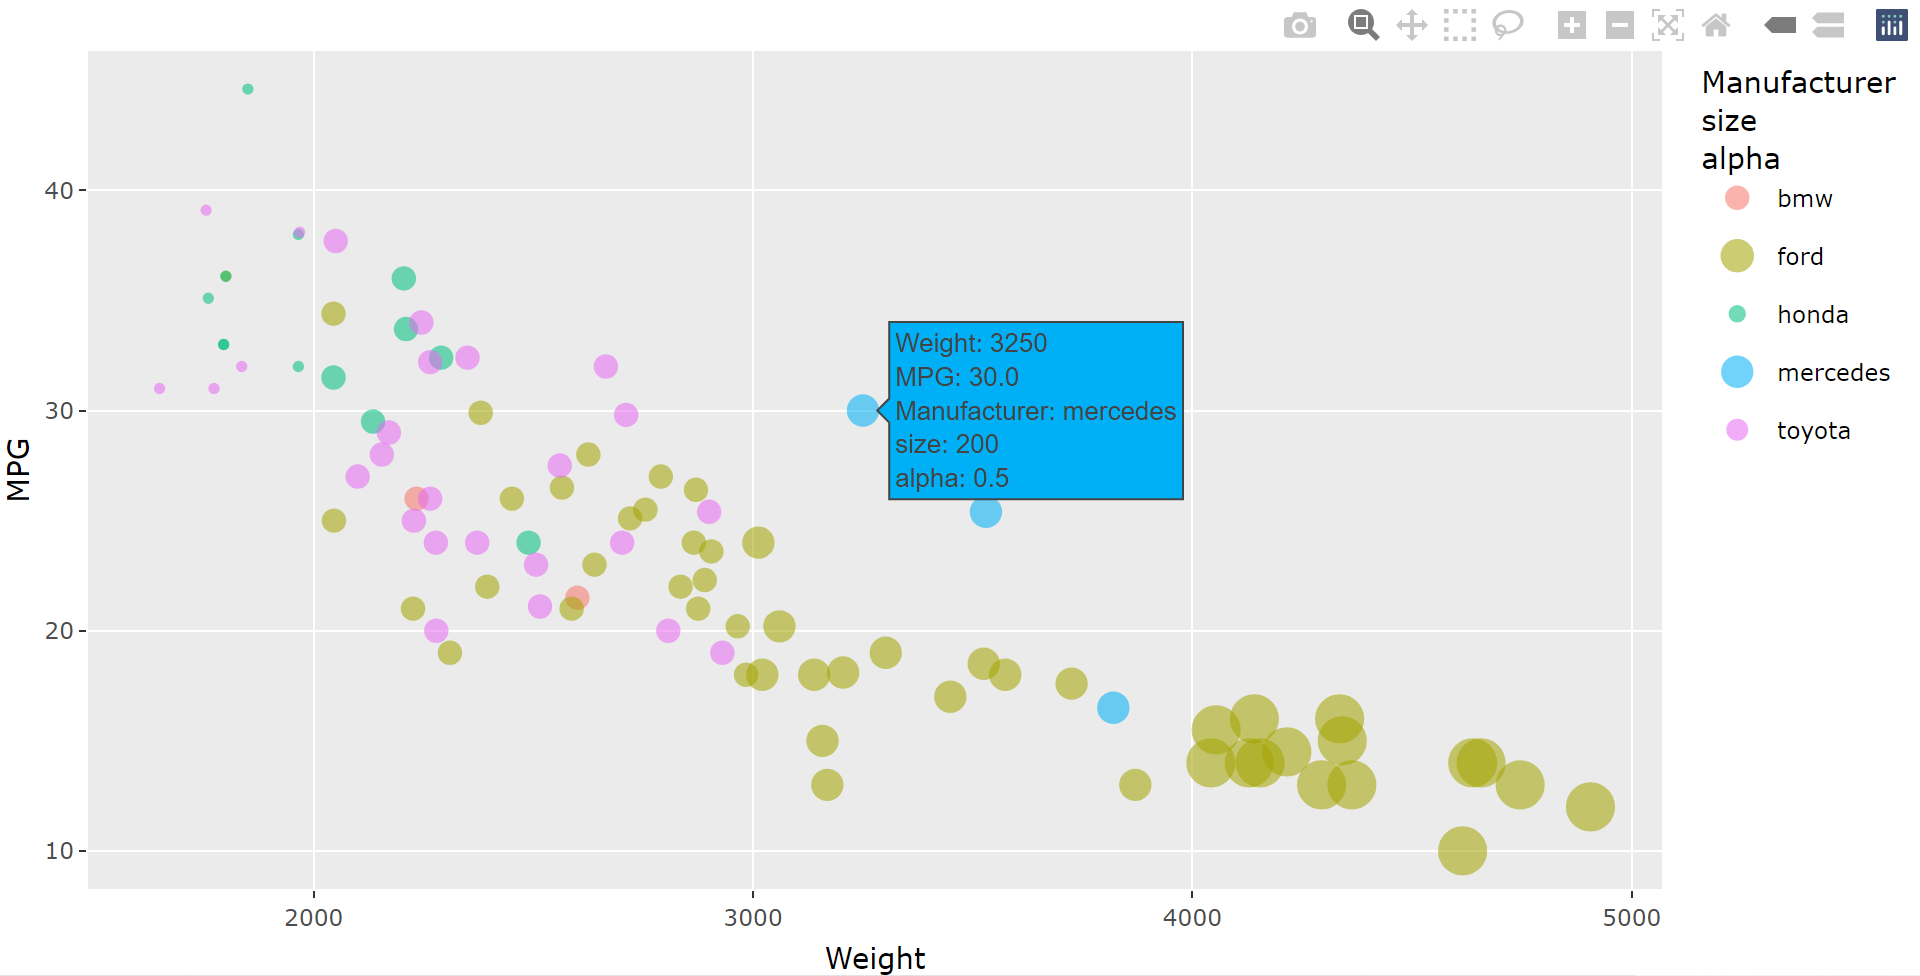 Manufacturer
size
alpha
bmw
ford
honda
mercedes
toyota
40
30
20
10
MPG
Weight: 3250
MPG: 30.0
Manufacturer: mercedes
size: 200
alpha: 0.5
2000 3000 4000 5000
Weight